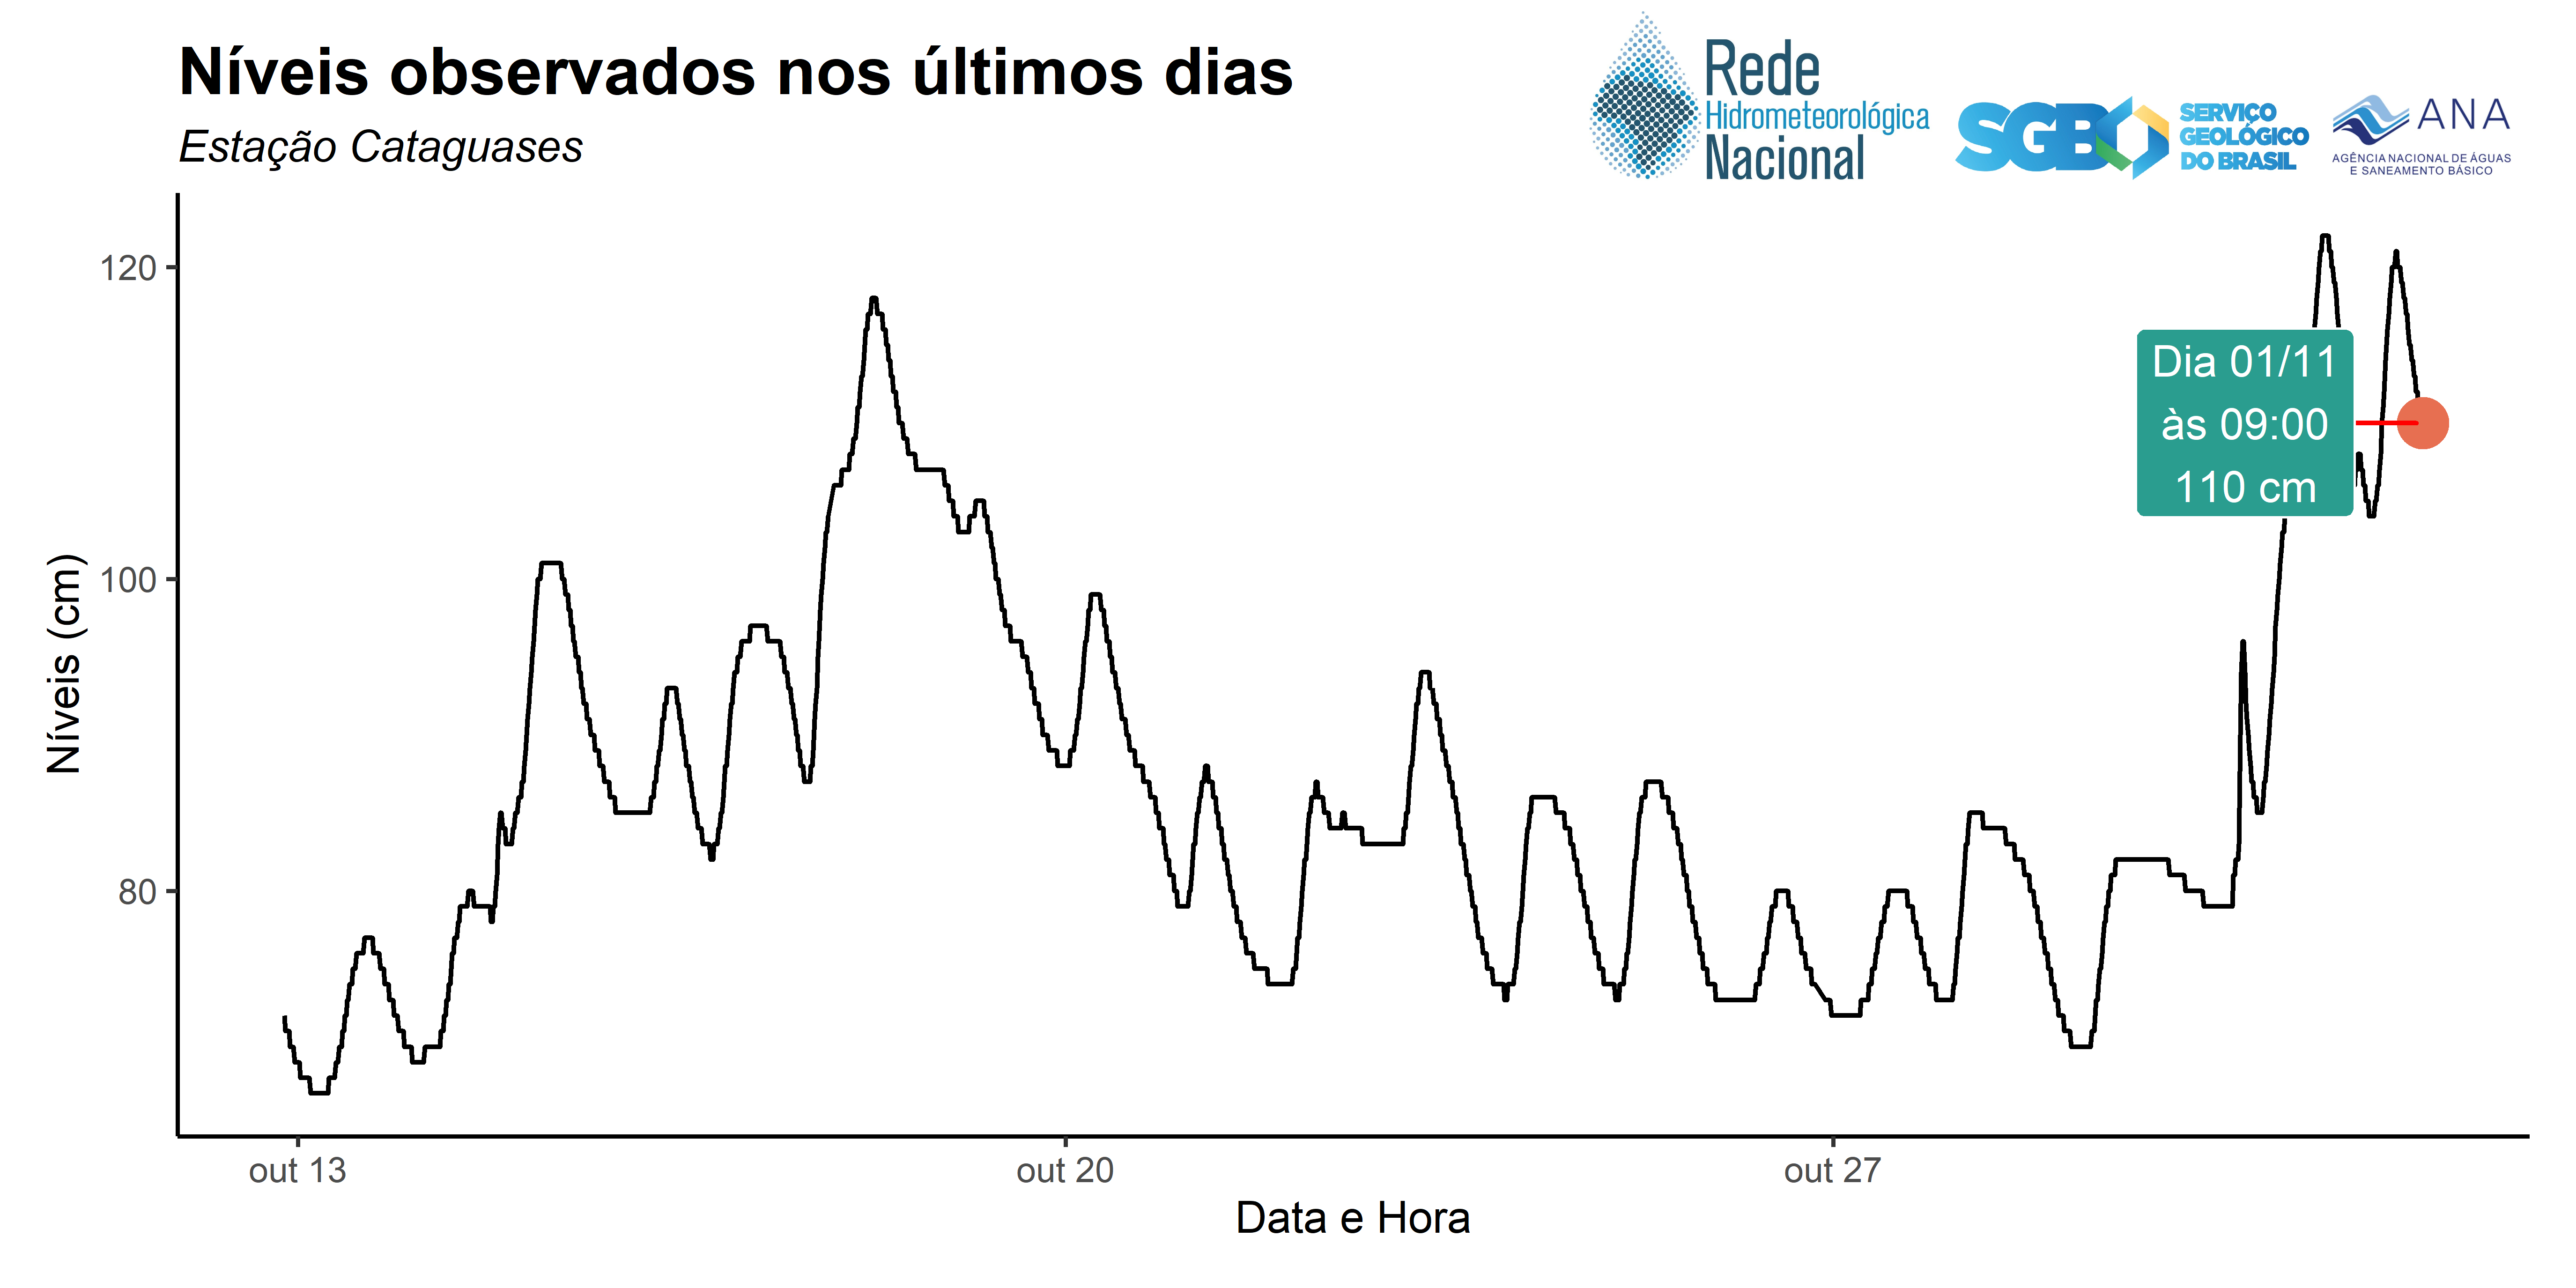 Níveis observados nos últimos dias
Estação Cataguases
Rede
Hidrometeorológica
Nacional
SGB
SERVIÇO
GEOLÓGICO
DO BRASIL
ANA
AGÊNCIA NACIONAL DE ÁGUAS
E SANEAMENTO BÁSICO
Níveis (cm)
120
100
80
Dia 01/11
às 09:00
110 cm
out 13
out 20
out 27
Data e Hora